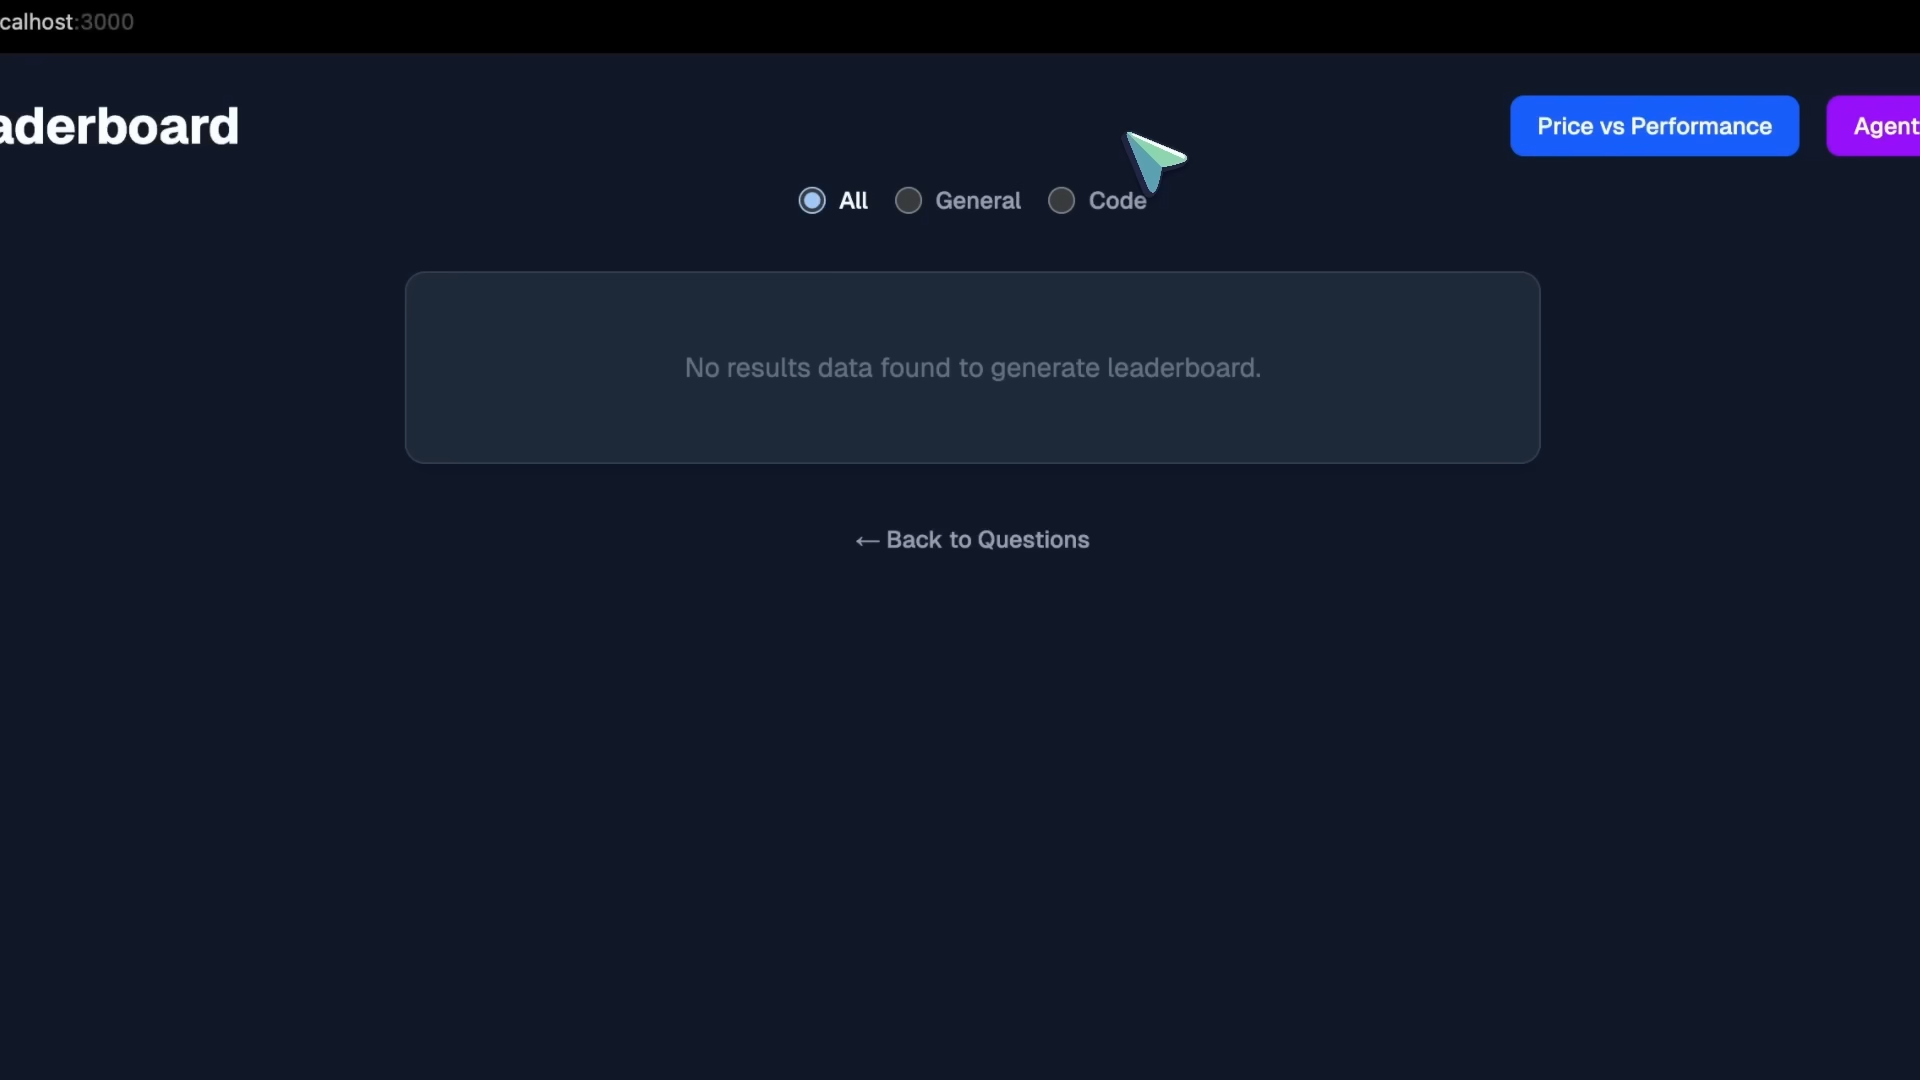 calhost:3000
aderboard
Price vs Performance
Agent
All
General
Code
No results data found to generate leaderboard.
← Back to Questions